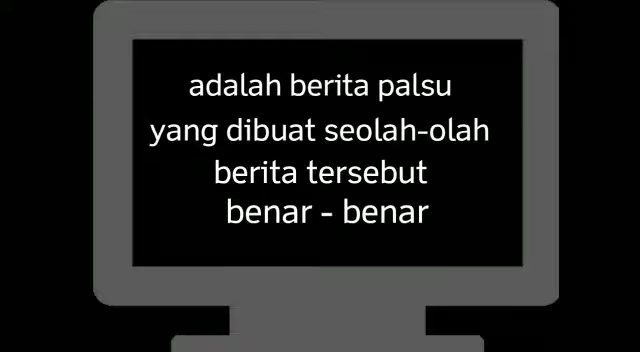 adalah berita palsu
yang dibuat seolah-olah
berita tersebut
benar - benar